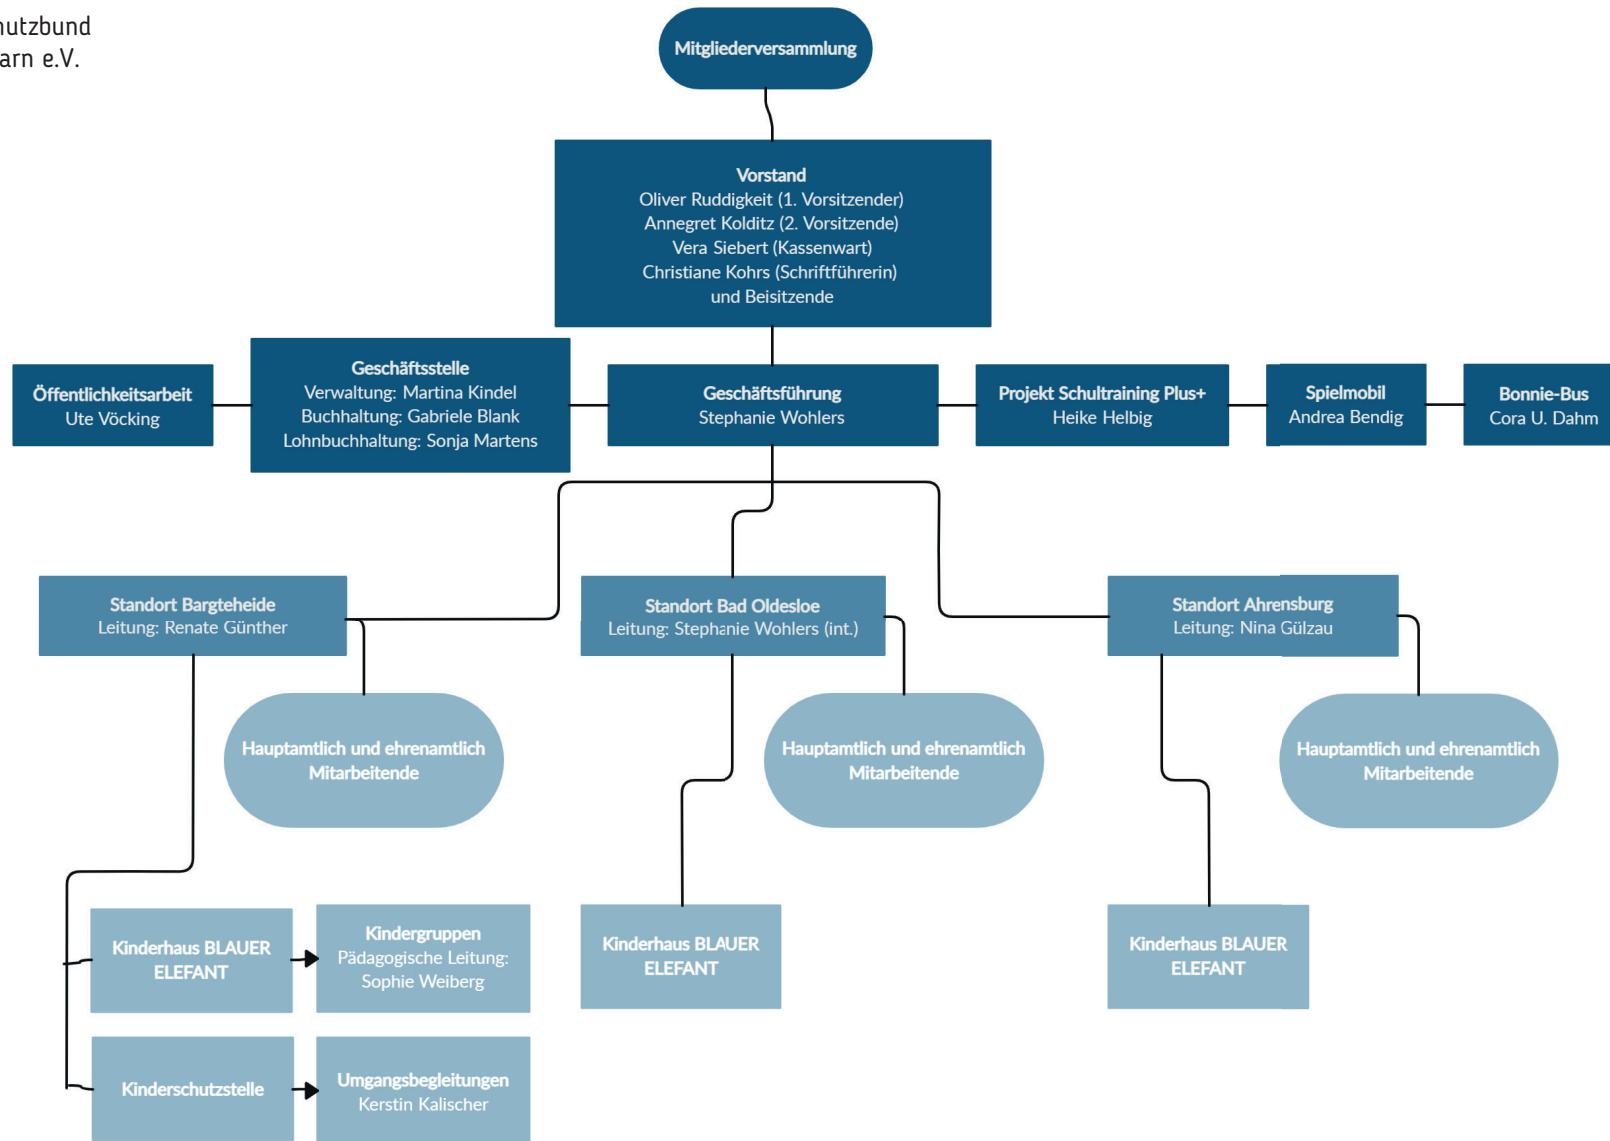 nutzbund
arn e.V.
Mitgliederversammlung
Vorstand
Oliver Ruddigkeit (1. Vorsitzender)
Annegret Kolditz (2. Vorsitzende)
Vera Siebert (Kassenwart)
Christiane Kohrs (Schriftführerin)
und Beisitzende
Öffentlichkeitsarbeit
Ute Vöcking
Geschäftsstelle
Verwaltung: Martina Kindel
Buchhaltung: Gabriele Blank
Lohnbuchhaltung: Sonja Martens
Geschäftsführung
Stephanie Wohlers
Projekt Schultraining Plus+
Heike Helbig
Spielmobil
Andrea Bendig
Bonnie-Bus
Cora U. Dahm
Standort Bargteheide
Leitung: Renate Günther
Standort Bad Oldesloe
Leitung: Stephanie Wohlers (int.)
Standort Ahrensburg
Leitung: Nina Gülzau
Hauptamtlich und ehrenamtlich
Mitarbeitende
Hauptamtlich und ehrenamtlich
Mitarbeitende
Hauptamtlich und ehrenamtlich
Mitarbeitende
Kinderhaus BLAUER
ELEFANT
Kindergruppen
Pädagogische Leitung:
Sophie Weiberg
Kinderhaus BLAUER
ELEFANT
Kinderhaus BLAUER
ELEFANT
Kinderschutzstelle
Umgangsbegleitungen
Kerstin Kalischer